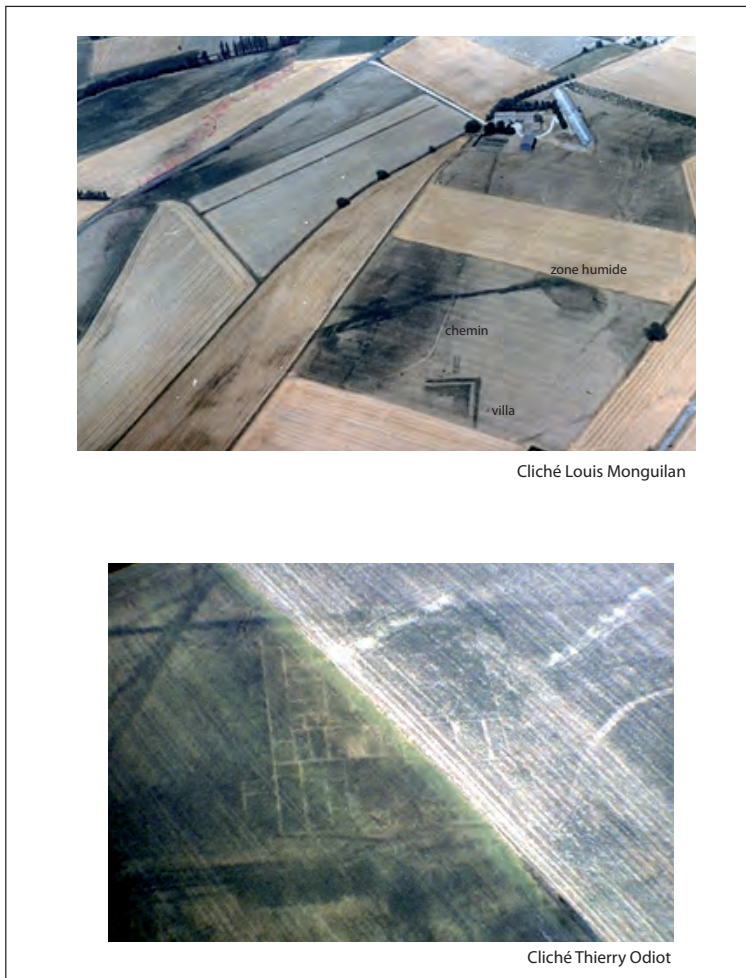 zone humide
chemin
villa
Cliché Louis Monguilan
Cliché Thierry Odiot